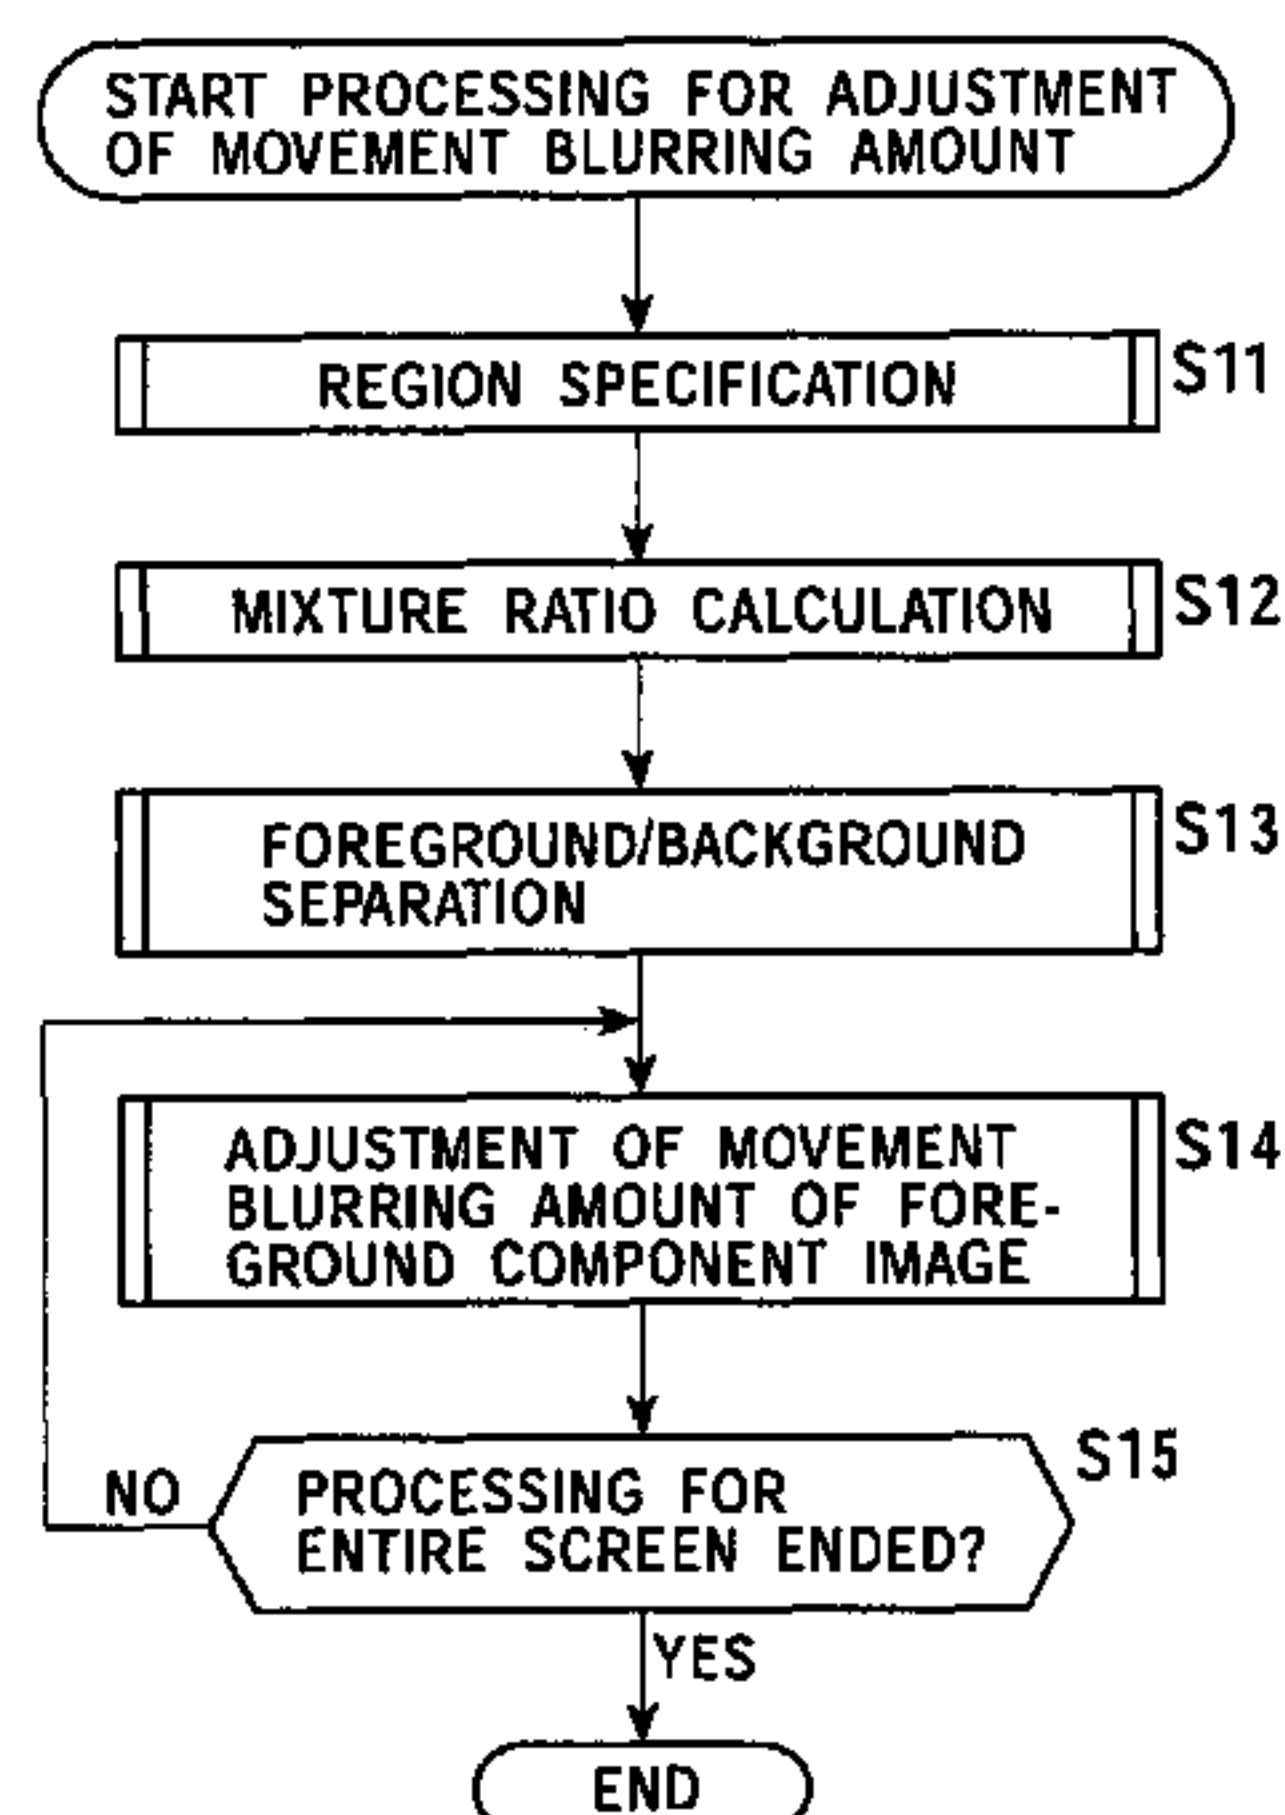 START PROCESSING FOR ADJUSTMENT
OF MOVEMENT BLURRING AMOUNT
REGION SPECIFICATION
S11
MIXTURE RATIO CALCULATION
S12
FOREGROUND/BACKGROUND
SEPARATION
S13
ADJUSTMENT OF MOVEMENT
BLURRING AMOUNT OF FORE-
GROUND COMPONENT IMAGE
S14
PROCESSING FOR
ENTIRE SCREEN ENDED?
S15
NO
YES
END